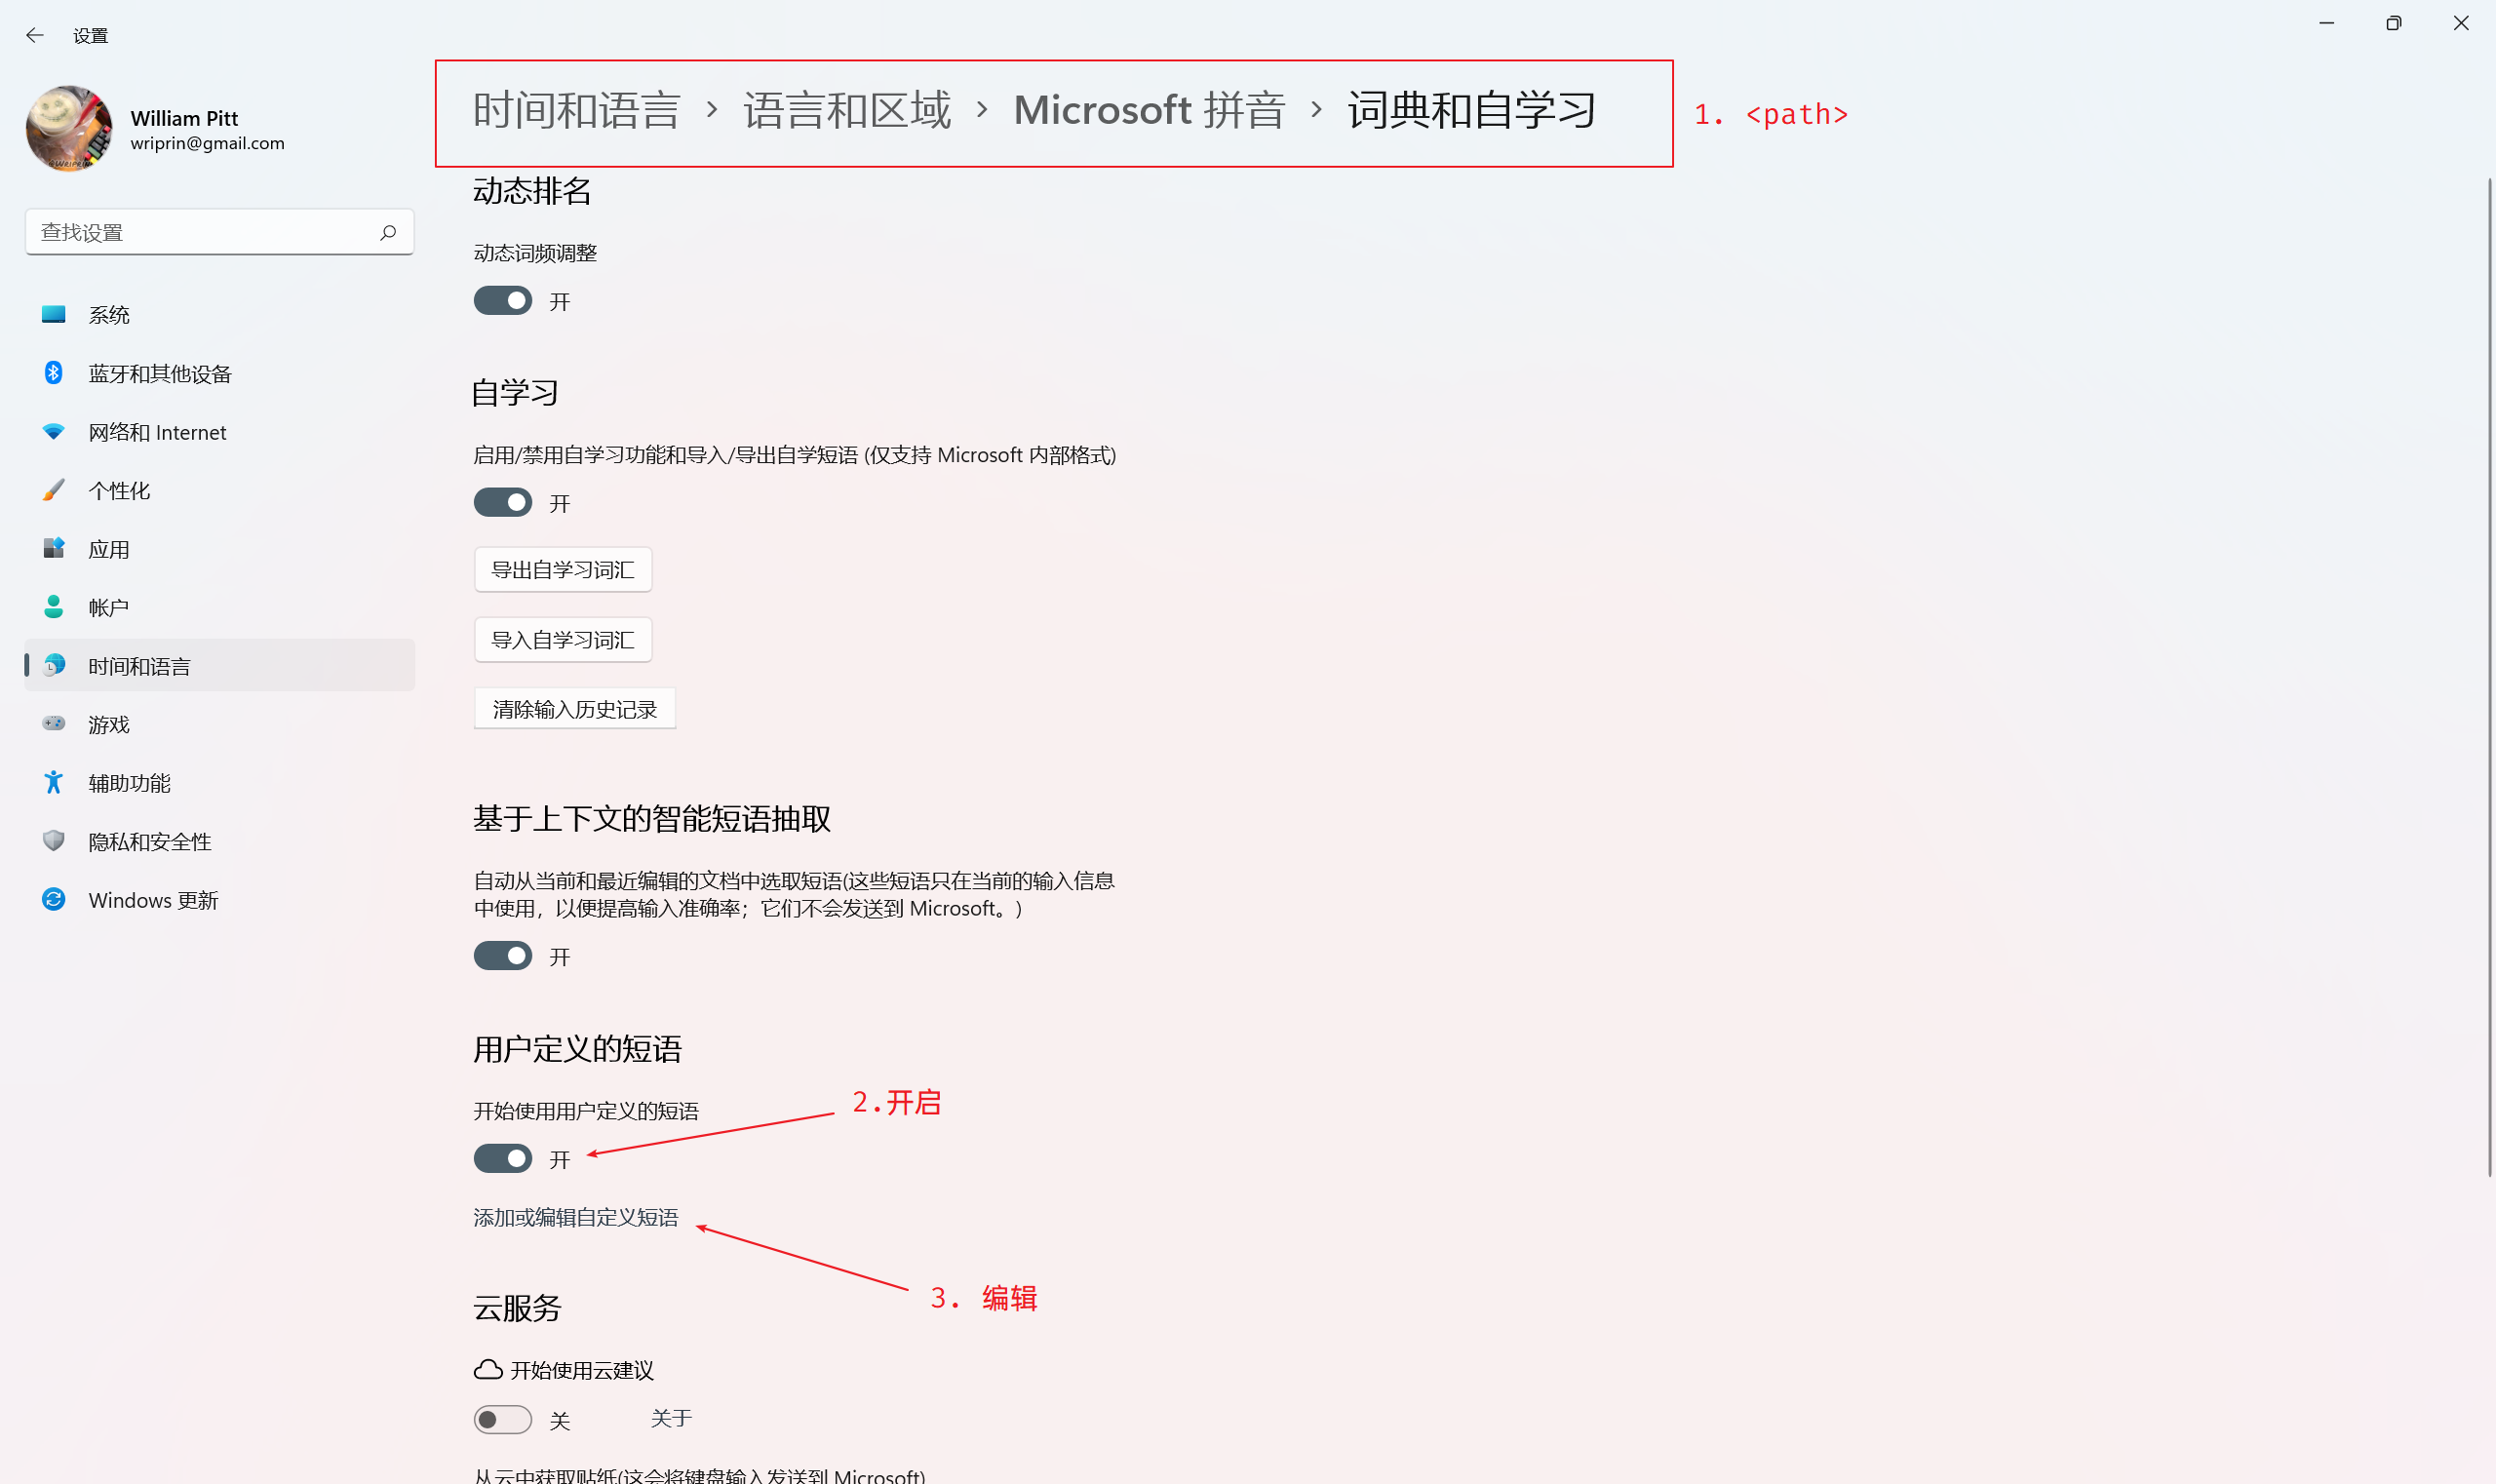 设置
William Pitt
wriprin@gmail.com
查找设置
系统
蓝牙和其他设备
网络和 Internet
个性化
应用
帐户
时间和语言
游戏
辅助功能
隐私和安全性
Windows 更新
时间和语言 › 语言和区域 › Microsoft 拼音 › 词典和自学习
1. <path>
动态排名
动态词频调整
开
自学习
启用/禁用自学习功能和导入/导出自学短语 (仅支持 Microsoft 内部格式)
开
导出自学习词汇
导入自学习词汇
清除输入历史记录
基于上下文的智能短语抽取
自动从当前和最近编辑的文档中选取短语(这些短语只在当前的输入信息
中使用，以便提高输入准确率；它们不会发送到 Microsoft。)
开
用户定义的短语
开始使用用户定义的短语
2.开启
开
添加或编辑自定义短语
3. 编辑
云服务
开始使用云建议
关 关于
从云中获取贴纸(这会将键盘输入发送到 Microsoft)